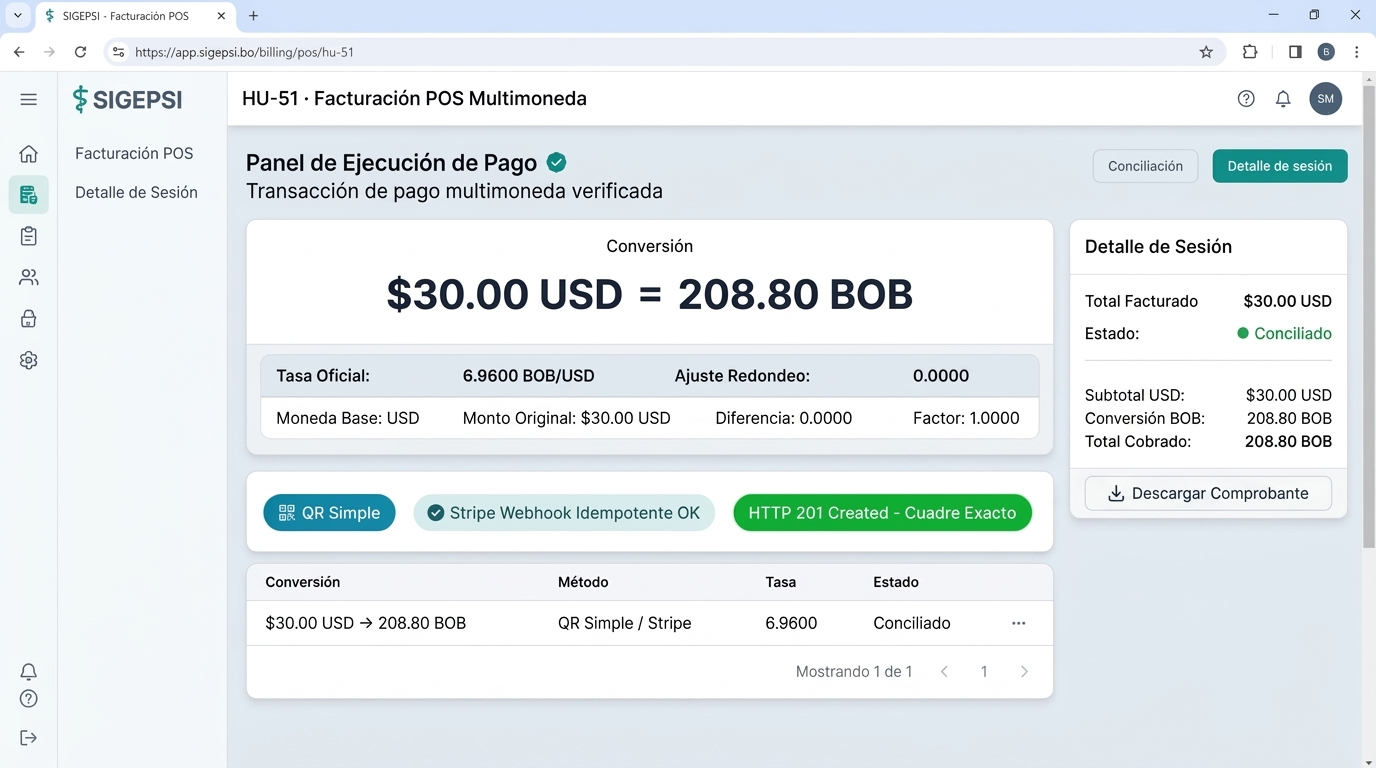 SIGEPSI - Facturación POS
https://app.sigepsi.bo/billing/pos/hu-51
B
SIGEPSI
HU-51 · Facturación POS Multimoneda
SM
Facturación POS
Detalle de Sesión
Panel de Ejecución de Pago
Transacción de pago multimoneda verificada
Conciliación
Detalle de sesión
Conversión
$30.00 USD = 208.80 BOB
Tasa Oficial: 6.9600 BOB/USD Ajuste Redondeo: 0.0000
Moneda Base: USD Monto Original: $30.00 USD Diferencia: 0.0000 Factor: 1.0000
QR Simple
Stripe Webhook Idempotente OK
HTTP 201 Created - Cuadre Exacto
Conversión Método Tasa Estado
$30.00 USD → 208.80 BOB QR Simple / Stripe 6.9600 Conciliado ···
Mostrando 1 de 1 < 1 >
Detalle de Sesión
Total Facturado $30.00 USD
Estado: Conciliado
Subtotal USD: $30.00 USD
Conversión BOB: 208.80 BOB
Total Cobrado: 208.80 BOB
Descargar Comprobante